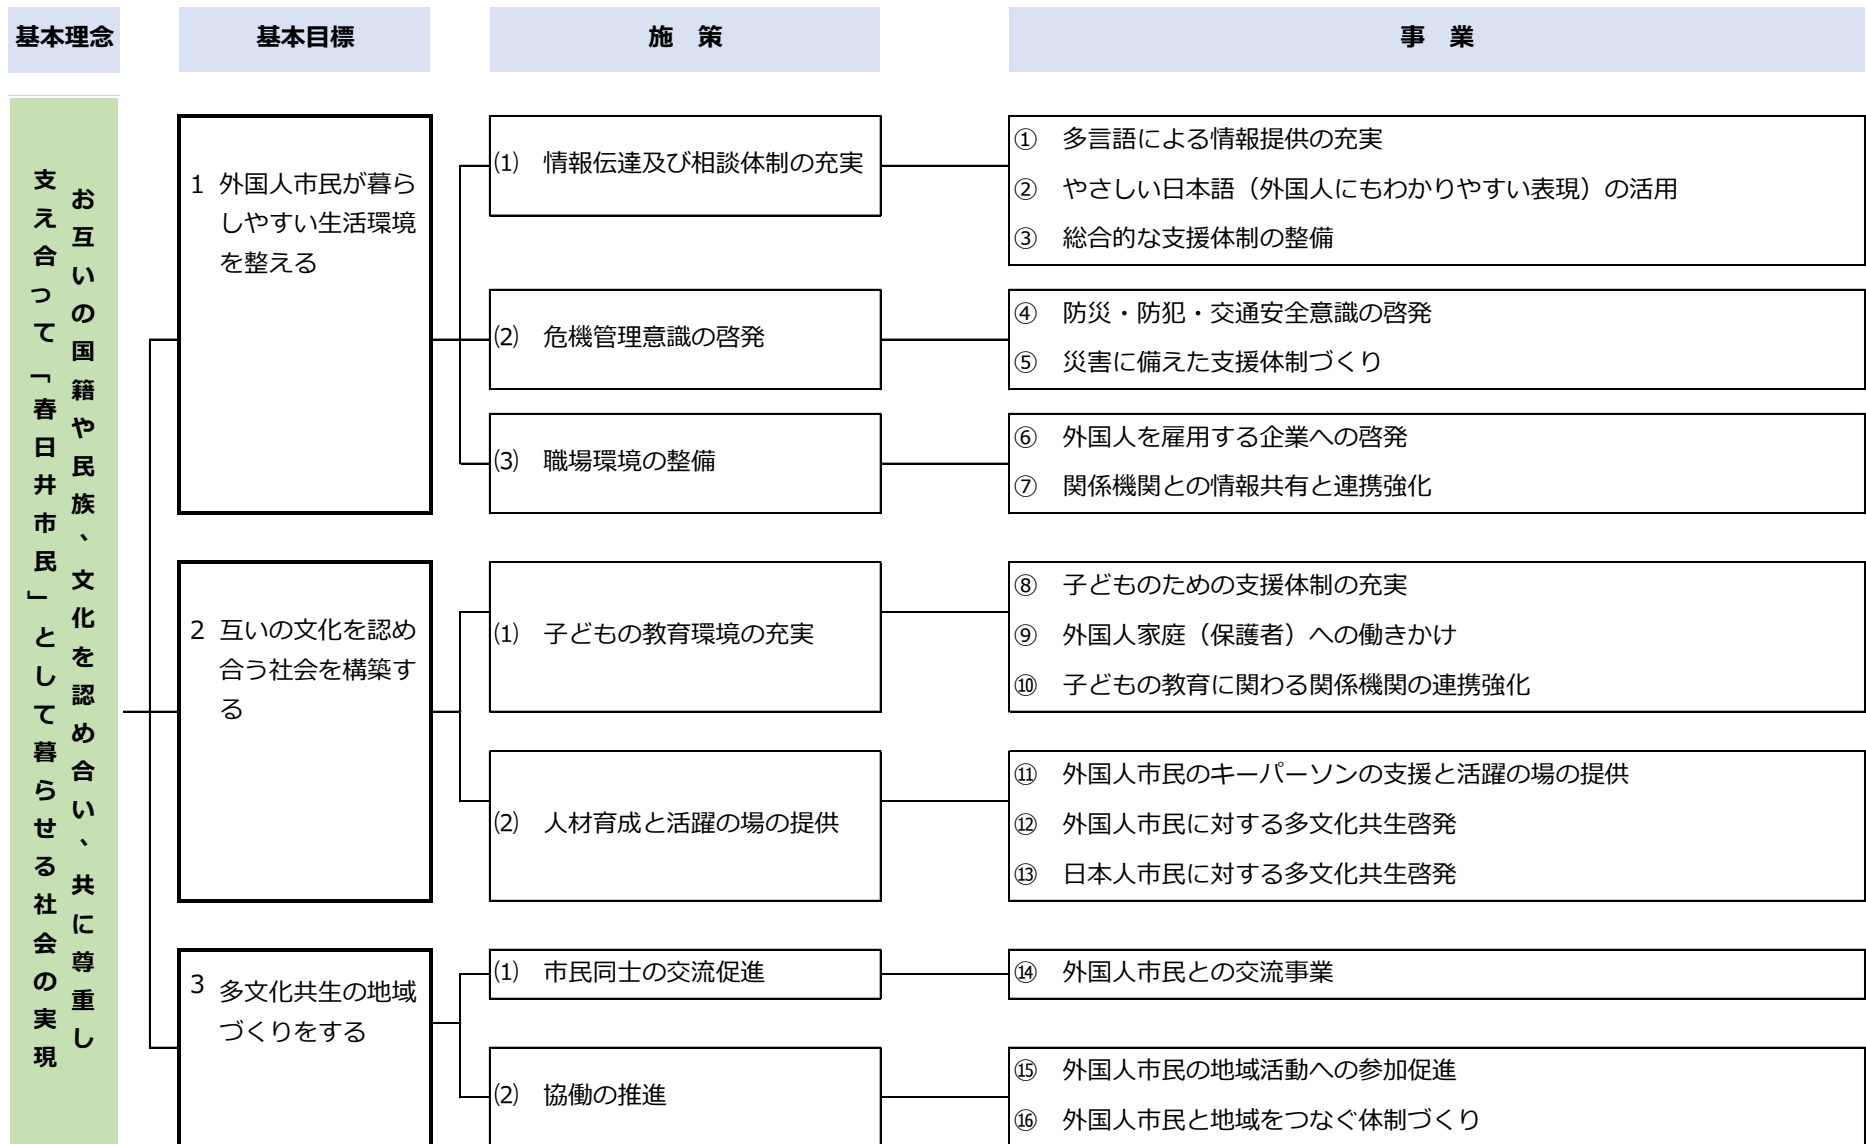 基本理念
基本目標
施　策
事　業
お互いの国籍や民族、文化を認め合い、共に尊重し
支え合って「春日井市民」として暮らせる社会の実現
1 外国人市民が暮ら
しやすい生活環境
を整える
⑴ 情報伝達及び相談体制の充実
① 多言語による情報提供の充実
② やさしい日本語（外国人にもわかりやすい表現）の活用
③ 総合的な支援体制の整備
⑵ 危機管理意識の啓発
④ 防災・防犯・交通安全意識の啓発
⑤ 災害に備えた支援体制づくり
⑶ 職場環境の整備
⑥ 外国人を雇用する企業への啓発
⑦ 関係機関との情報共有と連携強化
2 互いの文化を認め
合う社会を構築す
る
⑴ 子どもの教育環境の充実
⑧ 子どものための支援体制の充実
⑨ 外国人家庭（保護者）への働きかけ
⑩ 子どもの教育に関わる関係機関の連携強化
⑵ 人材育成と活躍の場の提供
⑪ 外国人市民のキーパーソンの支援と活躍の場の提供
⑫ 外国人市民に対する多文化共生啓発
⑬ 日本人市民に対する多文化共生啓発
3 多文化共生の地域
づくりをする
⑴ 市民同士の交流促進
⑭ 外国人市民との交流事業
⑵ 協働の推進
⑮ 外国人市民の地域活動への参加促進
⑯ 外国人市民と地域をつなぐ体制づくり